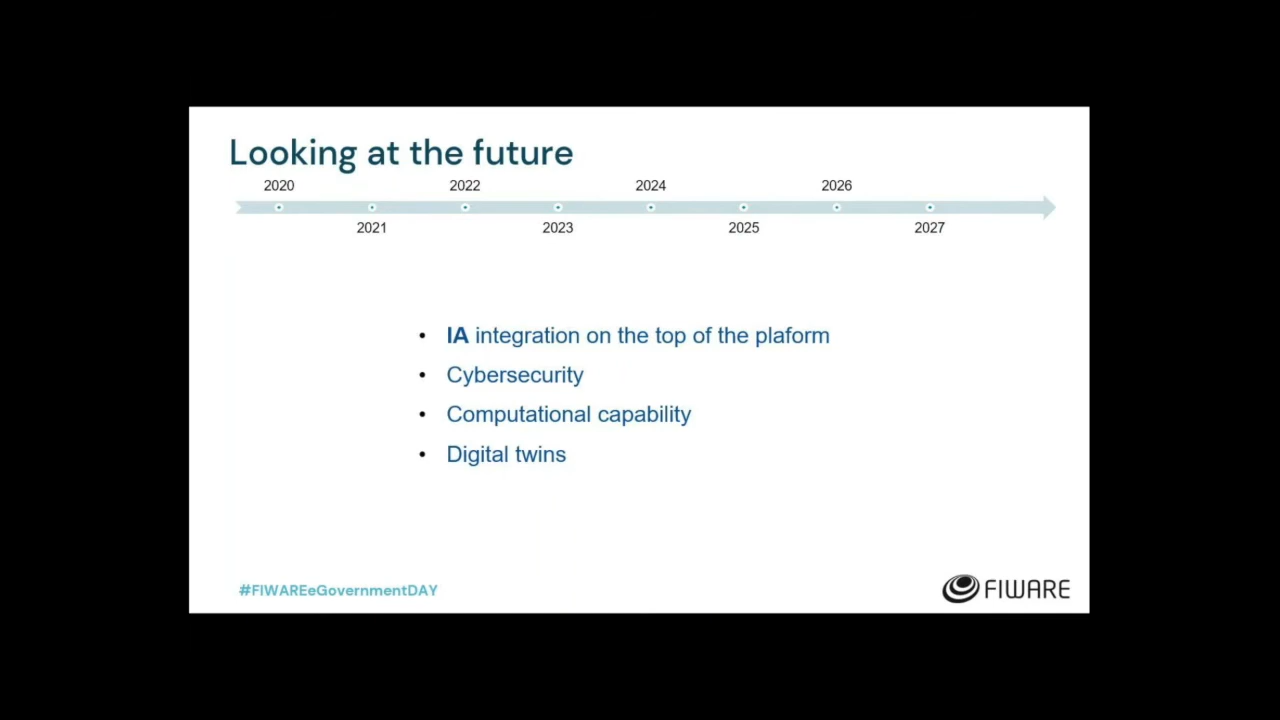 Looking at the future
2020 2022 2024 2026
2021 2023 2025 2027
• IA integration on the top of the plaform
• Cybersecurity
• Computational capability
• Digital twins
#FIWAREeGovernmentDAY
FIWARE